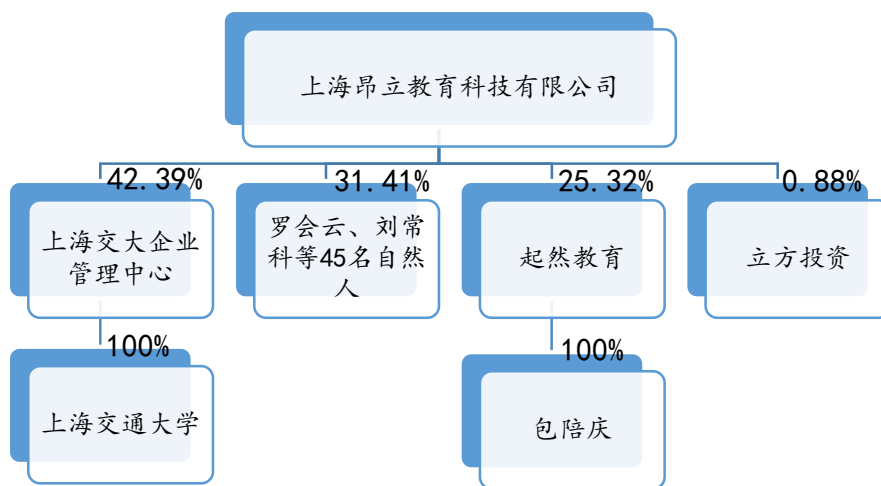 上海昂立教育科技有限公司
42.39%
31.41%
25.32%
0.88%
上海交大企业
管理中心
罗会云、刘常
科等45名自然
人
起然教育
立方投资
100%
100%
上海交通大学
包陪庆